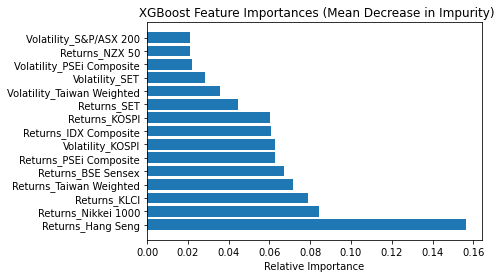 XGBoost Feature Importances (Mean Decrease in Impurity)
Volatility_S&P/ASX 200
Returns_NZX 50
Volatility_PSEi Composite
Volatility_SET
Volatility_Taiwan Weighted
Returns_SET
Returns_KOSPI
Returns_IDX Composite
Volatility_KOSPI
Returns_PSEi Composite
Returns_BSE Sensex
Returns_Taiwan Weighted
Returns_KLCI
Returns_Nikkei 1000
Returns_Hang Seng
0.00 0.02 0.04 0.06 0.08 0.10 0.12 0.14 0.16
Relative Importance